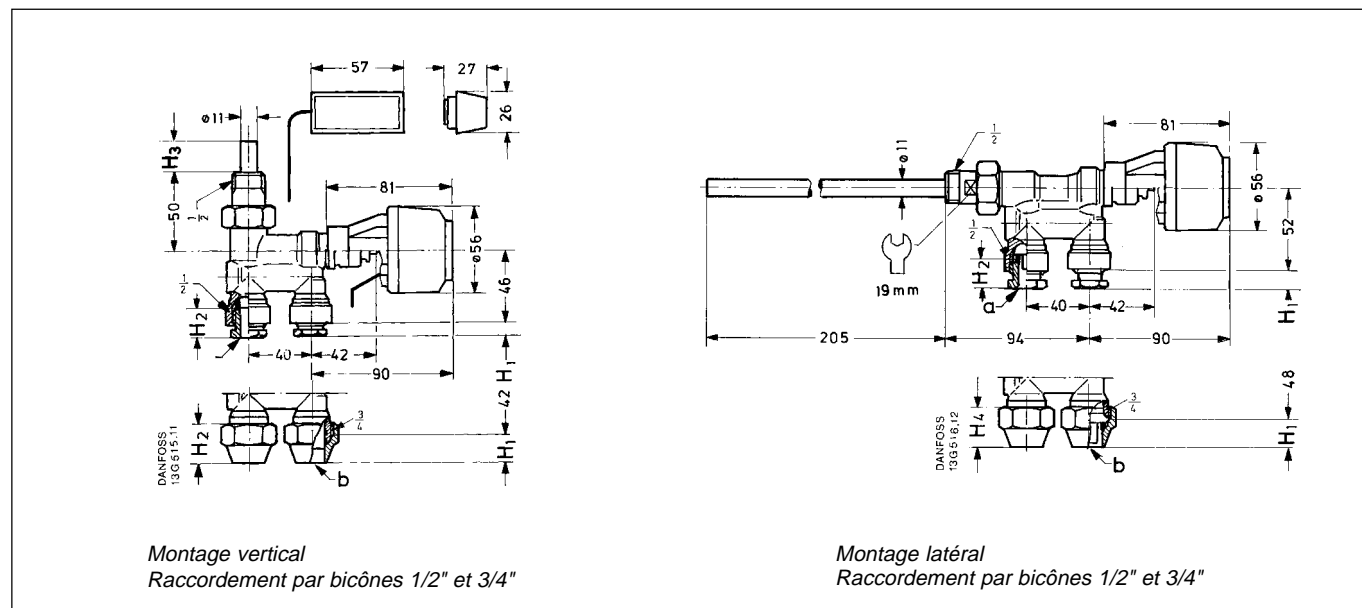 57
27
26
ø11
H3
50
1/2
81
ø56
1/2
H2
46
40
42
90
H1
42
H2
3/4
H1
b
DANFOSS
13G515.11
Montage vertical
Raccordement par bicônes 1/2" et 3/4"
81
1/2
ø11
ø56
52
1/2
H2
19 mm
a
40
42
H1
205
94
90
48
H4
3/4
H1
b
DANFOSS
13G516.12
Montage latéral
Raccordement par bicônes 1/2" et 3/4"